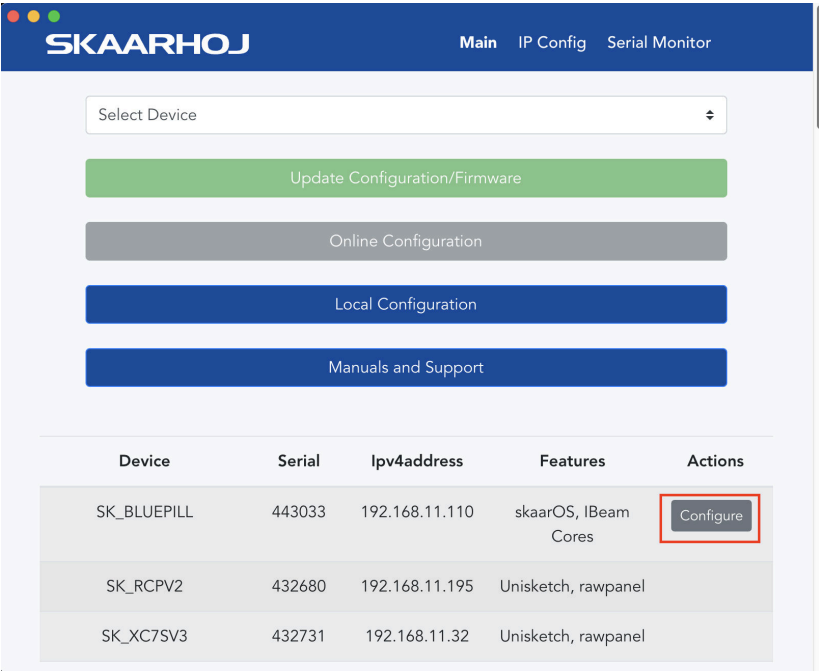 SKAARHOJ Main IP Config Serial Monitor
Select Device
Update Configuration/Firmware
Online Configuration
Local Configuration
Manuals and Support
Device Serial Ipv4address Features Actions
SK_BLUEPILL 443033 192.168.11.110 skaarOS, IBeam Configure
Cores
SK_RCPV2 432680 192.168.11.195 Unisketch, rawpanel
SK_XC7SV3 432731 192.168.11.32 Unisketch, rawpanel